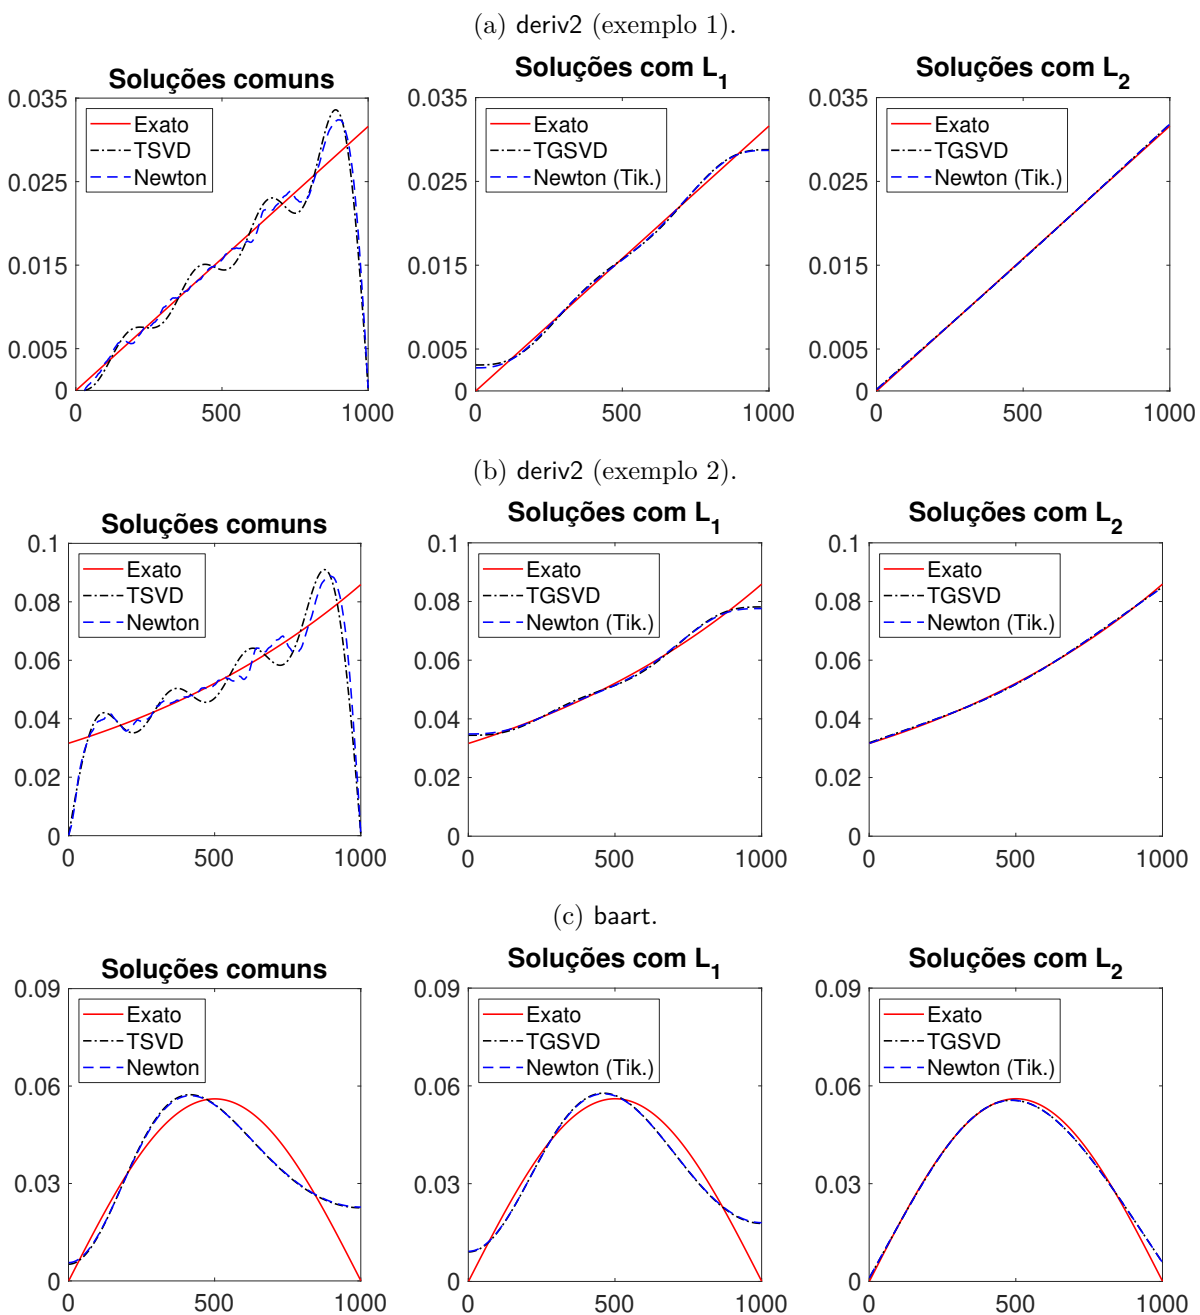 (a) deriv2 (exemplo 1).
Soluções comuns
0.035
0.025
0.015
0.005
0
0 500 1000
Exato
TSVD
Newton
Soluções com L1
0.035
0.025
0.015
0.005
0
0 500 1000
Exato
TGSVD
Newton (Tik.)
Soluções com L2
0.035
0.025
0.015
0.005
0
0 500 1000
Exato
TGSVD
Newton (Tik.)
(b) deriv2 (exemplo 2).
Soluções comuns
0.1
0.08
0.06
0.04
0.02
0
0 500 1000
Exato
TSVD
Newton
Soluções com L1
0.1
0.08
0.06
0.04
0.02
0
0 500 1000
Exato
TGSVD
Newton (Tik.)
Soluções com L2
0.1
0.08
0.06
0.04
0.02
0
0 500 1000
Exato
TGSVD
Newton (Tik.)
(c) baart.
Soluções comuns
0.09
0.06
0.03
0
0 500 1000
Exato
TSVD
Newton
Soluções com L1
0.09
0.06
0.03
0
0 500 1000
Exato
TGSVD
Newton (Tik.)
Soluções com L2
0.09
0.06
0.03
0
0 500 1000
Exato
TGSVD
Newton (Tik.)